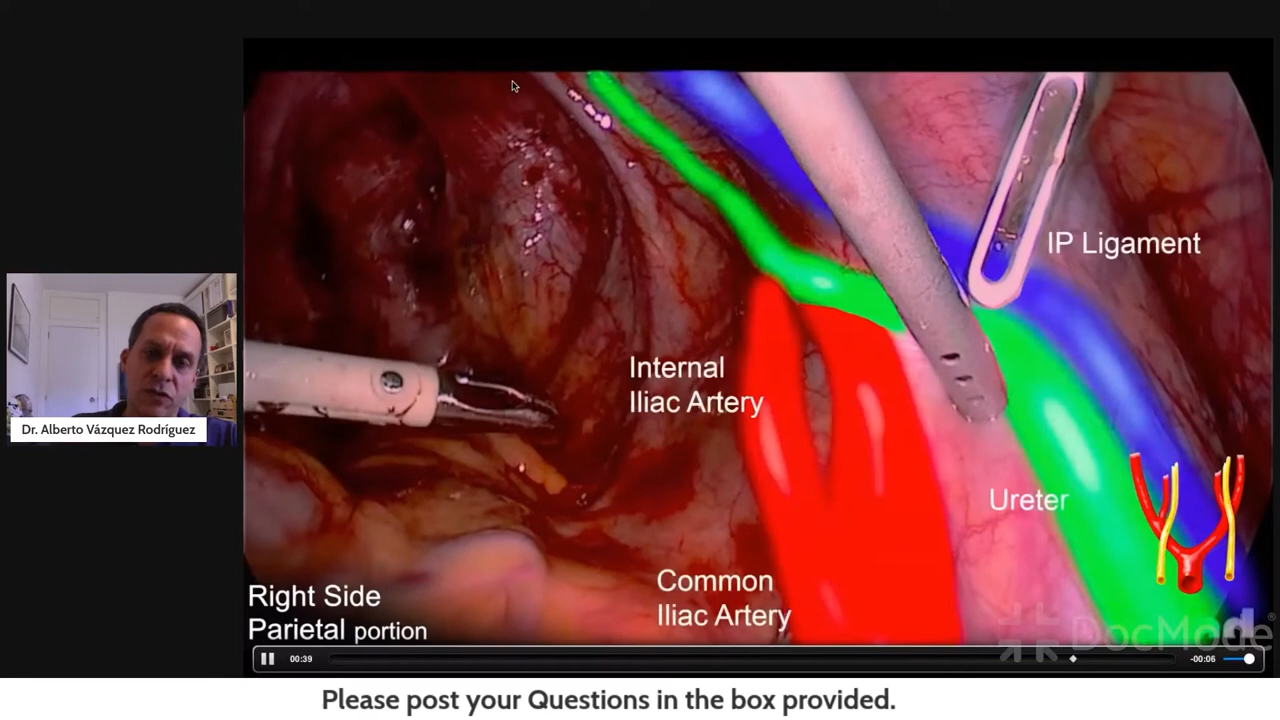 IP Ligament
Internal
Iliac Artery
Dr. Alberto Vázquez Rodríguez
Ureter
Common
Iliac Artery
Right Side
Parietal portion
DocMode®
00:39
-00:06
Please post your Questions in the box provided.